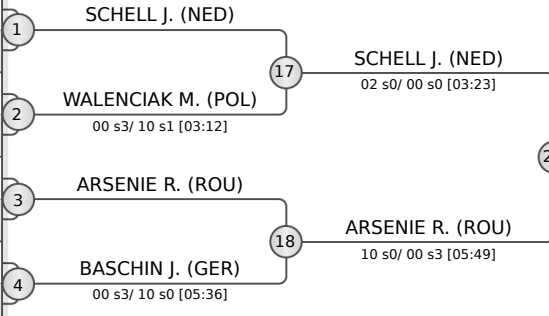 SCHELL J. (NED)
1
17
SCHELL J. (NED)
02 s0/ 00 s0 [03:23]
WALENCIAK M. (POL)
2
00 s3/ 10 s1 [03:12]
ARSENIE R. (ROU)
3
18
ARSENIE R. (ROU)
10 s0/ 00 s3 [05:49]
BASCHIN J. (GER)
4
00 s3/ 10 s0 [05:36]